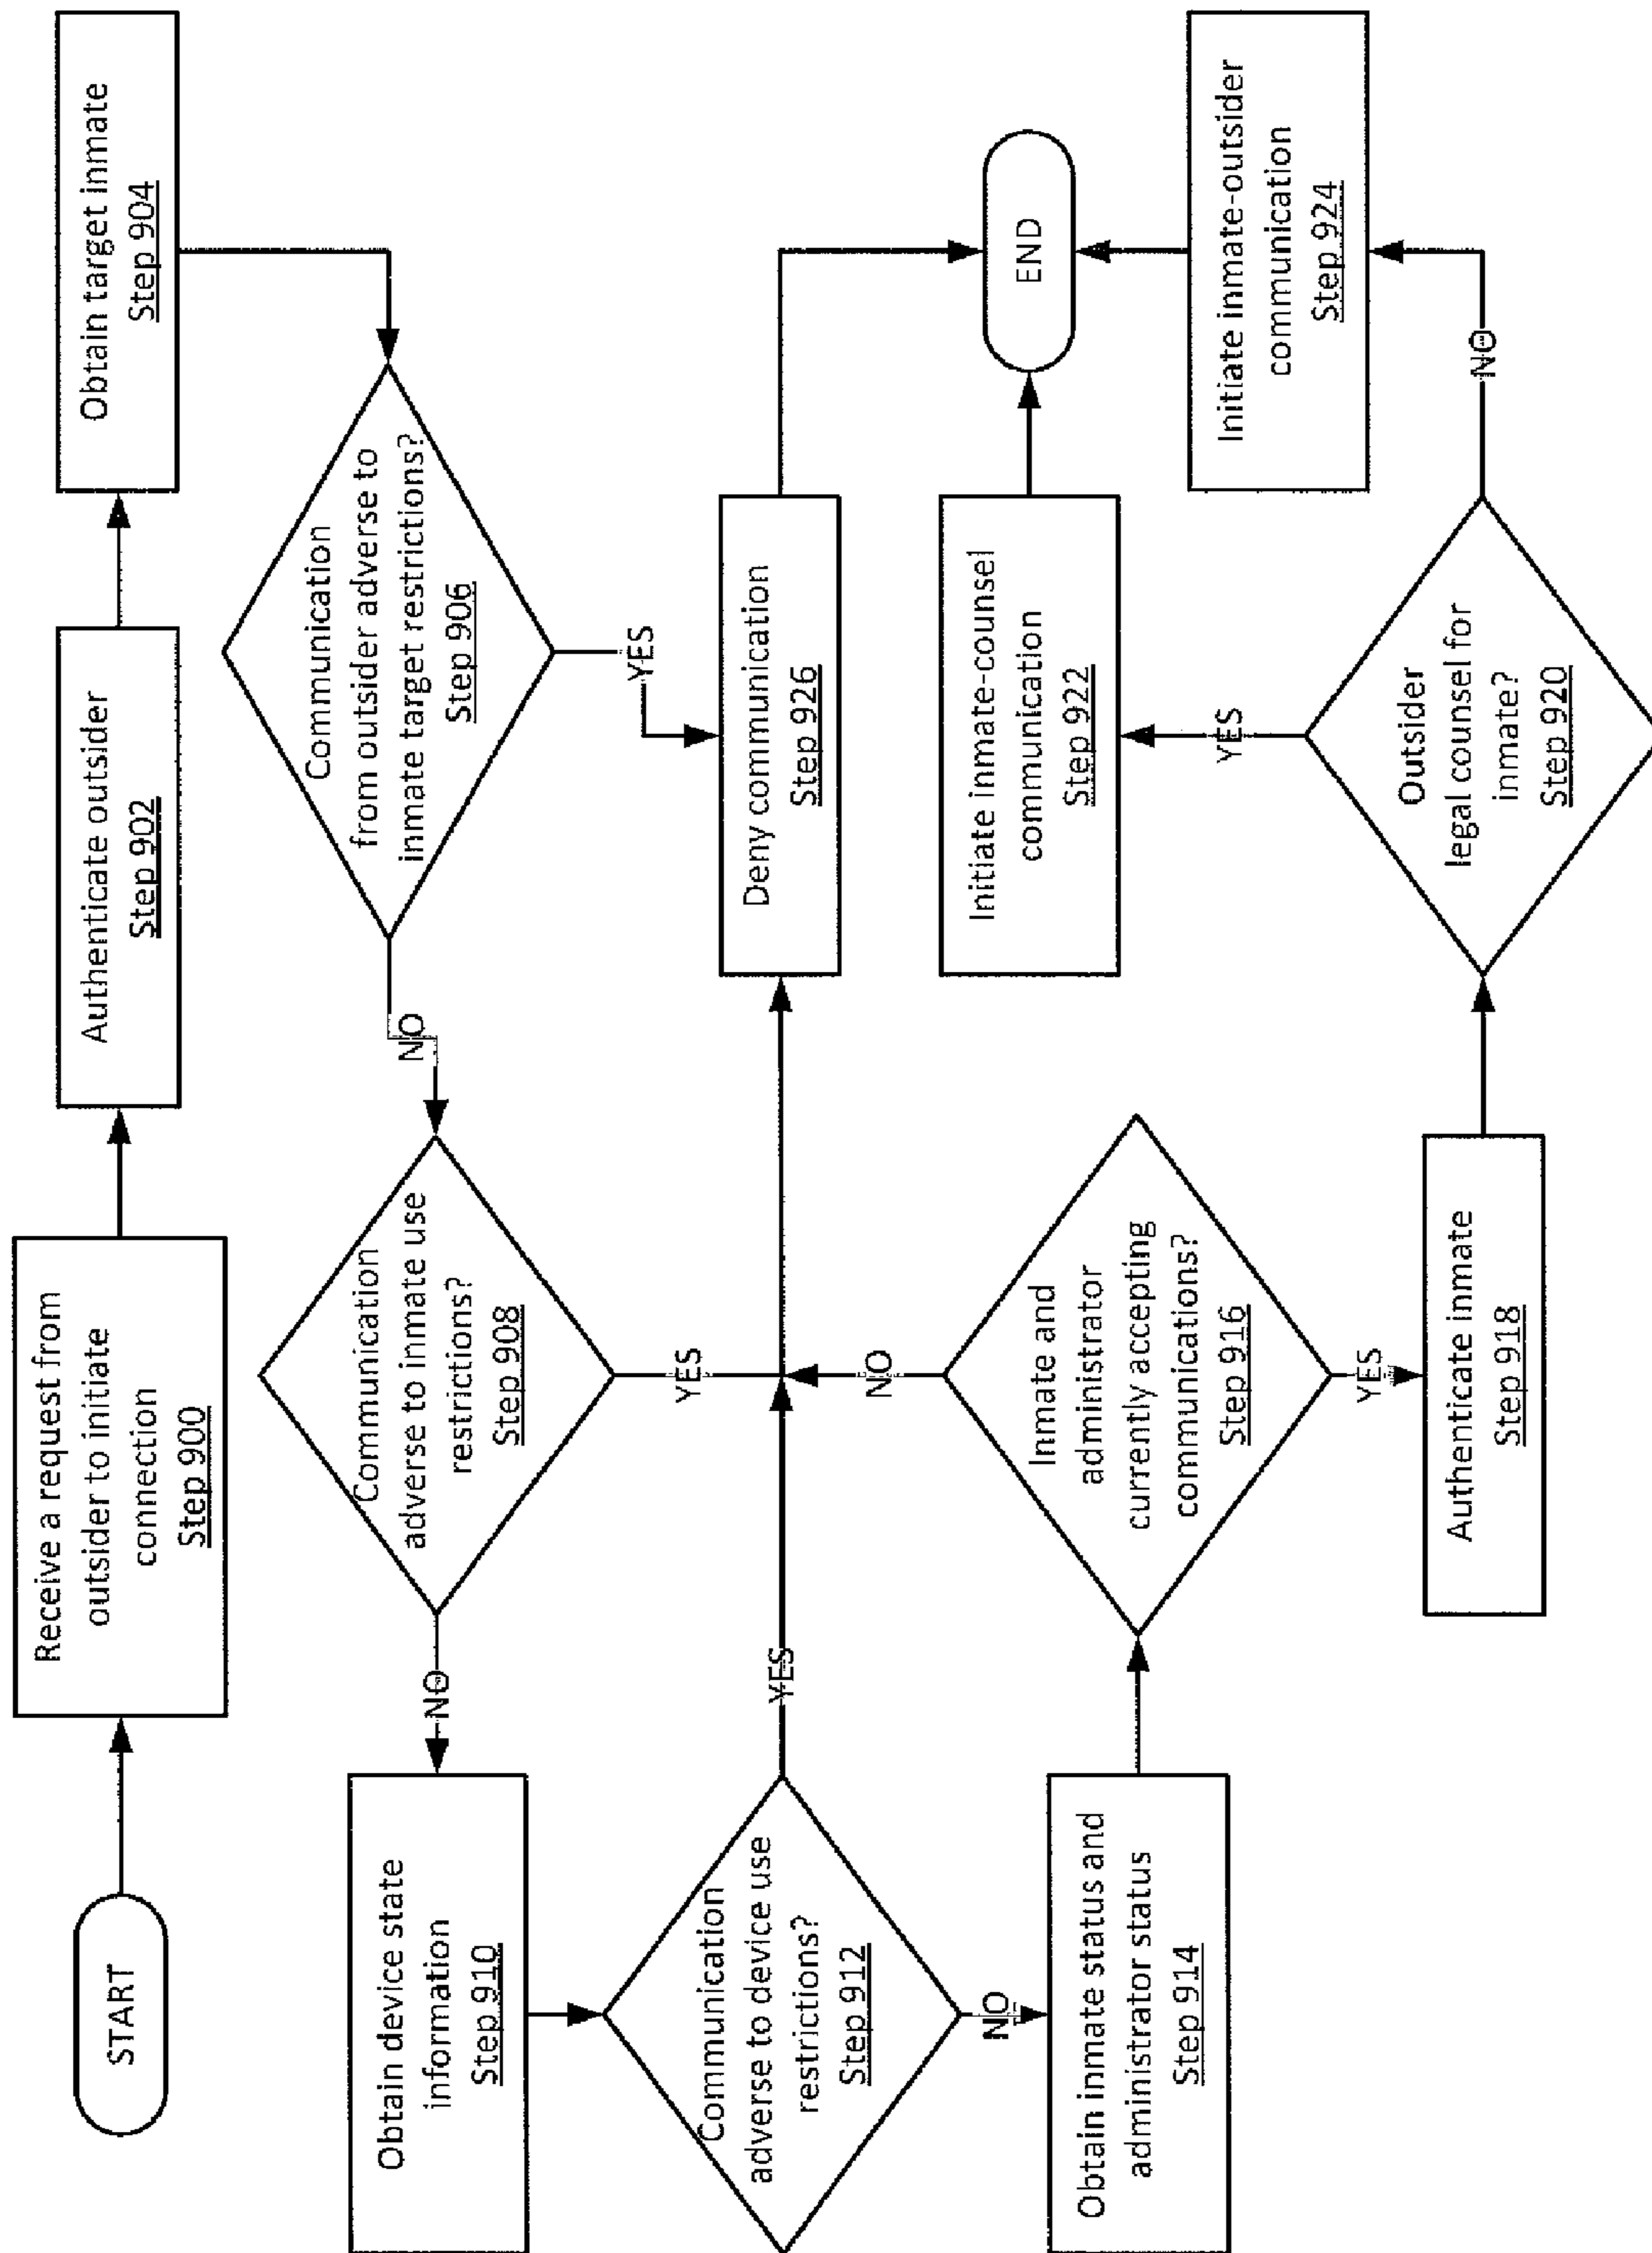 START
Receive a request from
outsider to initiate
connection
Step 900
Authenticate outsider
Step 902
Obtain target inmate
Step 904
Communication
from outsider adverse to
inmate target restrictions?
Step 906
YES
NO
Communication
adverse to inmate use
restrictions?
Step 908
YES
NO
Obtain device state
information
Step 910
Communication
adverse to device use
restrictions?
Step 912
YES
NO
Obtain inmate status and
administrator status
Step 914
Inmate and
administrator
currently accepting
communications?
Step 916
NO
YES
Authenticate inmate
Step 918
Outsider
legal counsel for
inmate?
Step 920
YES
NO
Initiate inmate-counsel
communication
Step 922
Initiate inmate-outsider
communication
Step 924
Deny communication
Step 926
END